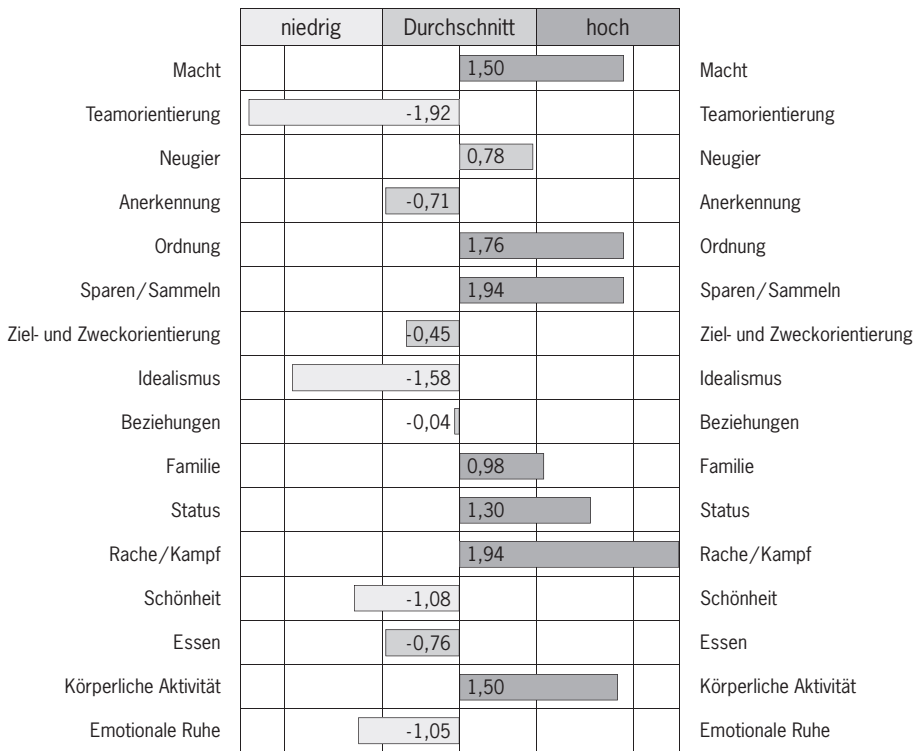 niedrig Durchschnitt hoch
Macht 1,50 Macht
Teamorientierung -1,92 Teamorientierung
Neugier 0,78 Neugier
Anerkennung -0,71 Anerkennung
Ordnung 1,76 Ordnung
Sparen/Sammeln 1,94 Sparen/Sammeln
Ziel- und Zweckorientierung -0,45 Ziel- und Zweckorientierung
Idealismus -1,58 Idealismus
Beziehungen -0,04 Beziehungen
Familie 0,98 Familie
Status 1,30 Status
Rache/Kampf 1,94 Rache/Kampf
Schönheit -1,08 Schönheit
Essen -0,76 Essen
Körperliche Aktivität 1,50 Körperliche Aktivität
Emotionale Ruhe -1,05 Emotionale Ruhe